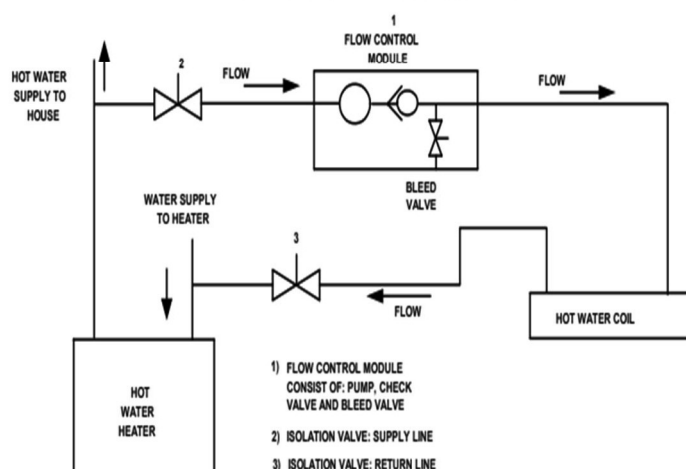 1
FLOW CONTROL
MODULE
2
FLOW
FLOW
HOT WATER
SUPPLY TO
HOUSE
BLEED
VALVE
WATER SUPPLY
TO HEATER
3
FLOW
HOT WATER COIL
HOT
WATER
HEATER
1) FLOW CONTROL MODULE
CONSIST OF: PUMP, CHECK
VALVE AND BLEED VALVE
2) ISOLATION VALVE: SUPPLY LINE
3) ISOLATION VALVE: RETURN LINE